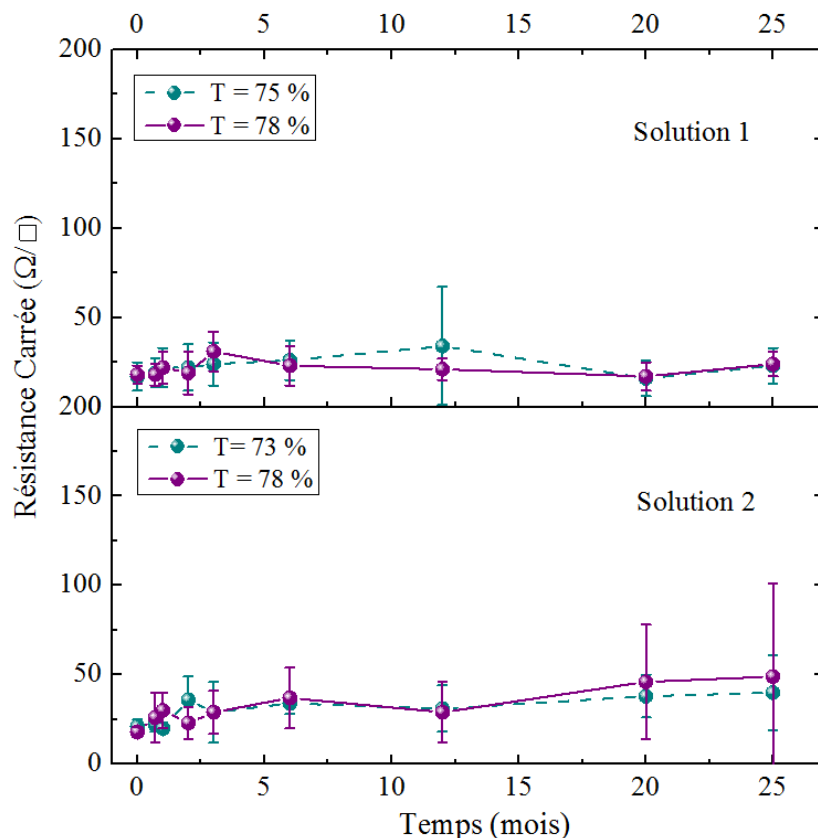 0 5 10 15 20 25
200
150
100
50
200
150
100
50
0
T = 75 %
T = 78 %
Solution 1
T= 73 %
T = 78 %
Solution 2
Résistance Carrée (Ω/□)
0 5 10 15 20 25
Temps (mois)